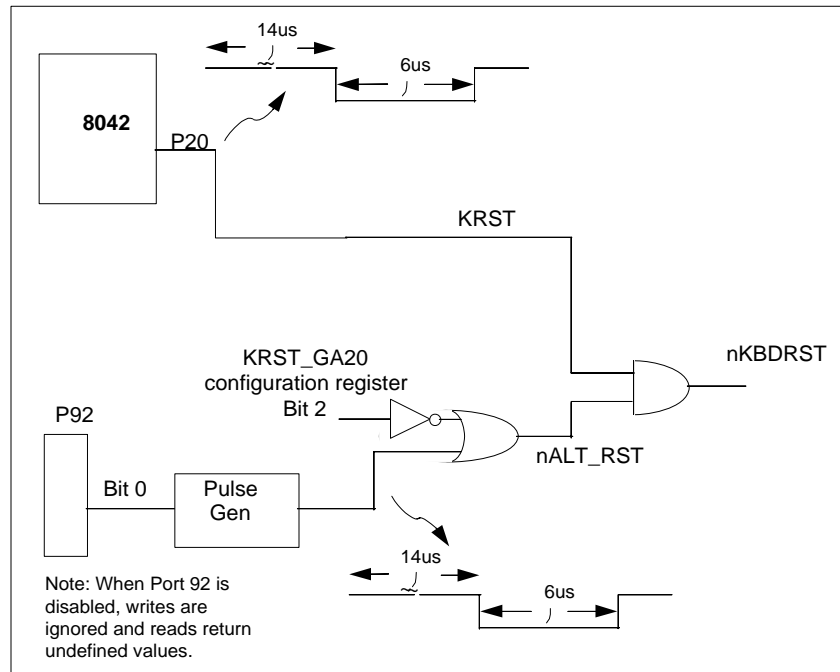 14us
6us
8042
P20
KRST
KRST_GA20
configuration register
Bit 2
nKBDRST
P92
nALT_RST
Bit 0
Pulse
Gen
14us
6us
Note: When Port 92 is
disabled, writes are
ignored and reads return
undefined values.